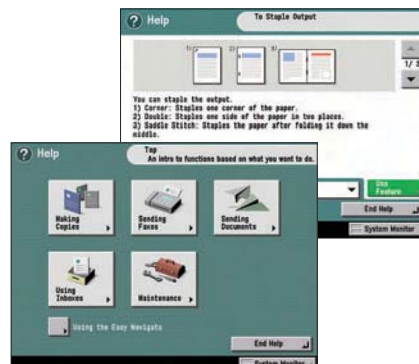 ? Help
To Staple Output
1) 2) 3)
1/
You can staple the output.
1) Corner: Staples one corner of the paper.
2) Double: Staples one side of the paper in two places.
3) Saddle Stitch: Staples the paper after folding it down the
middle.
Use
Feature
End Help
System Monitor
? Help
Top
An intro to functions based on what you want to do.
Making
Copies
Sending
Faxes
Sending
Documents
Using
Inboxes
Maintenance
Using the Easy Navigate
End Help
System Monitor